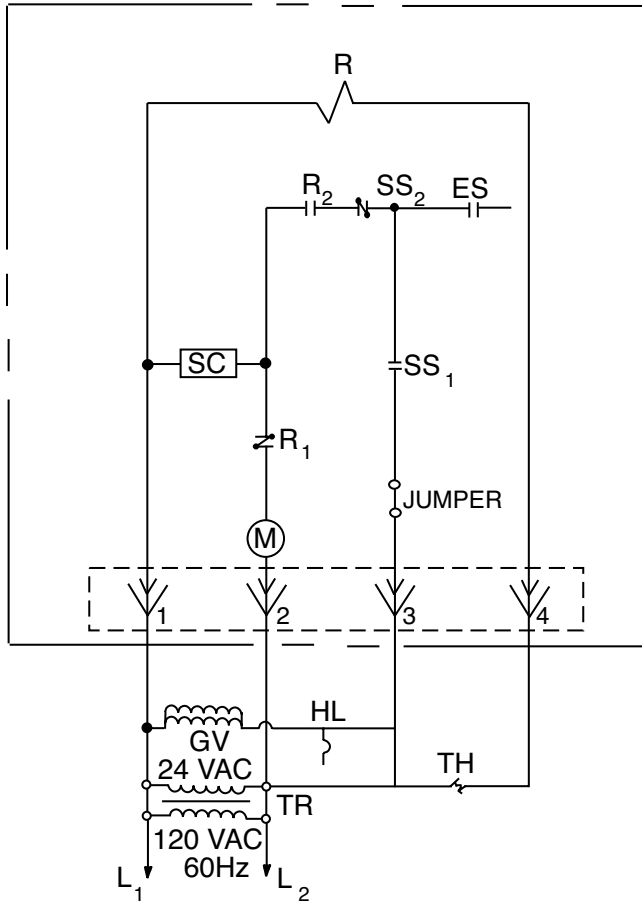 R
R2 SS2 ES
SC
SS1
R1
JUMPER
M
1 2 3 4
HL
GV
24 VAC
TH
TR
120 VAC
60Hz
L1 L2